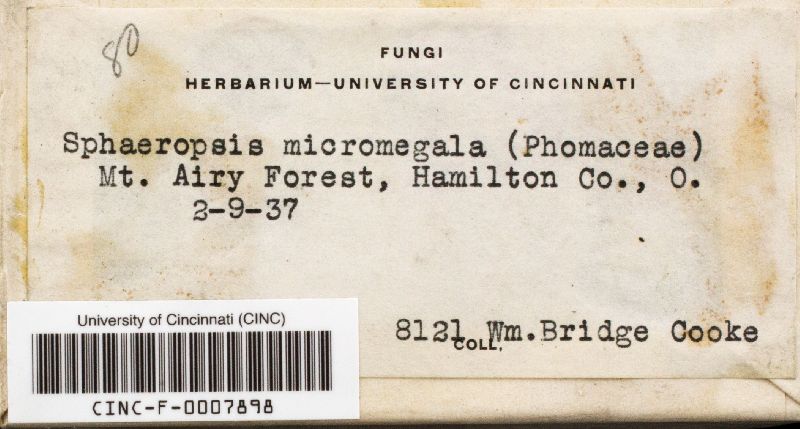 80
FUNGI
HERBARIUM—UNIVERSITY OF CINCINNATI
Sphaeropsis micromegala (Phomaceae)
Mt. Airy Forest, Hamilton Co., O.
2-9-37
8121 Wm.Bridge Cooke
COLL.
University of Cincinnati (CINC)
CINC-F-0007898